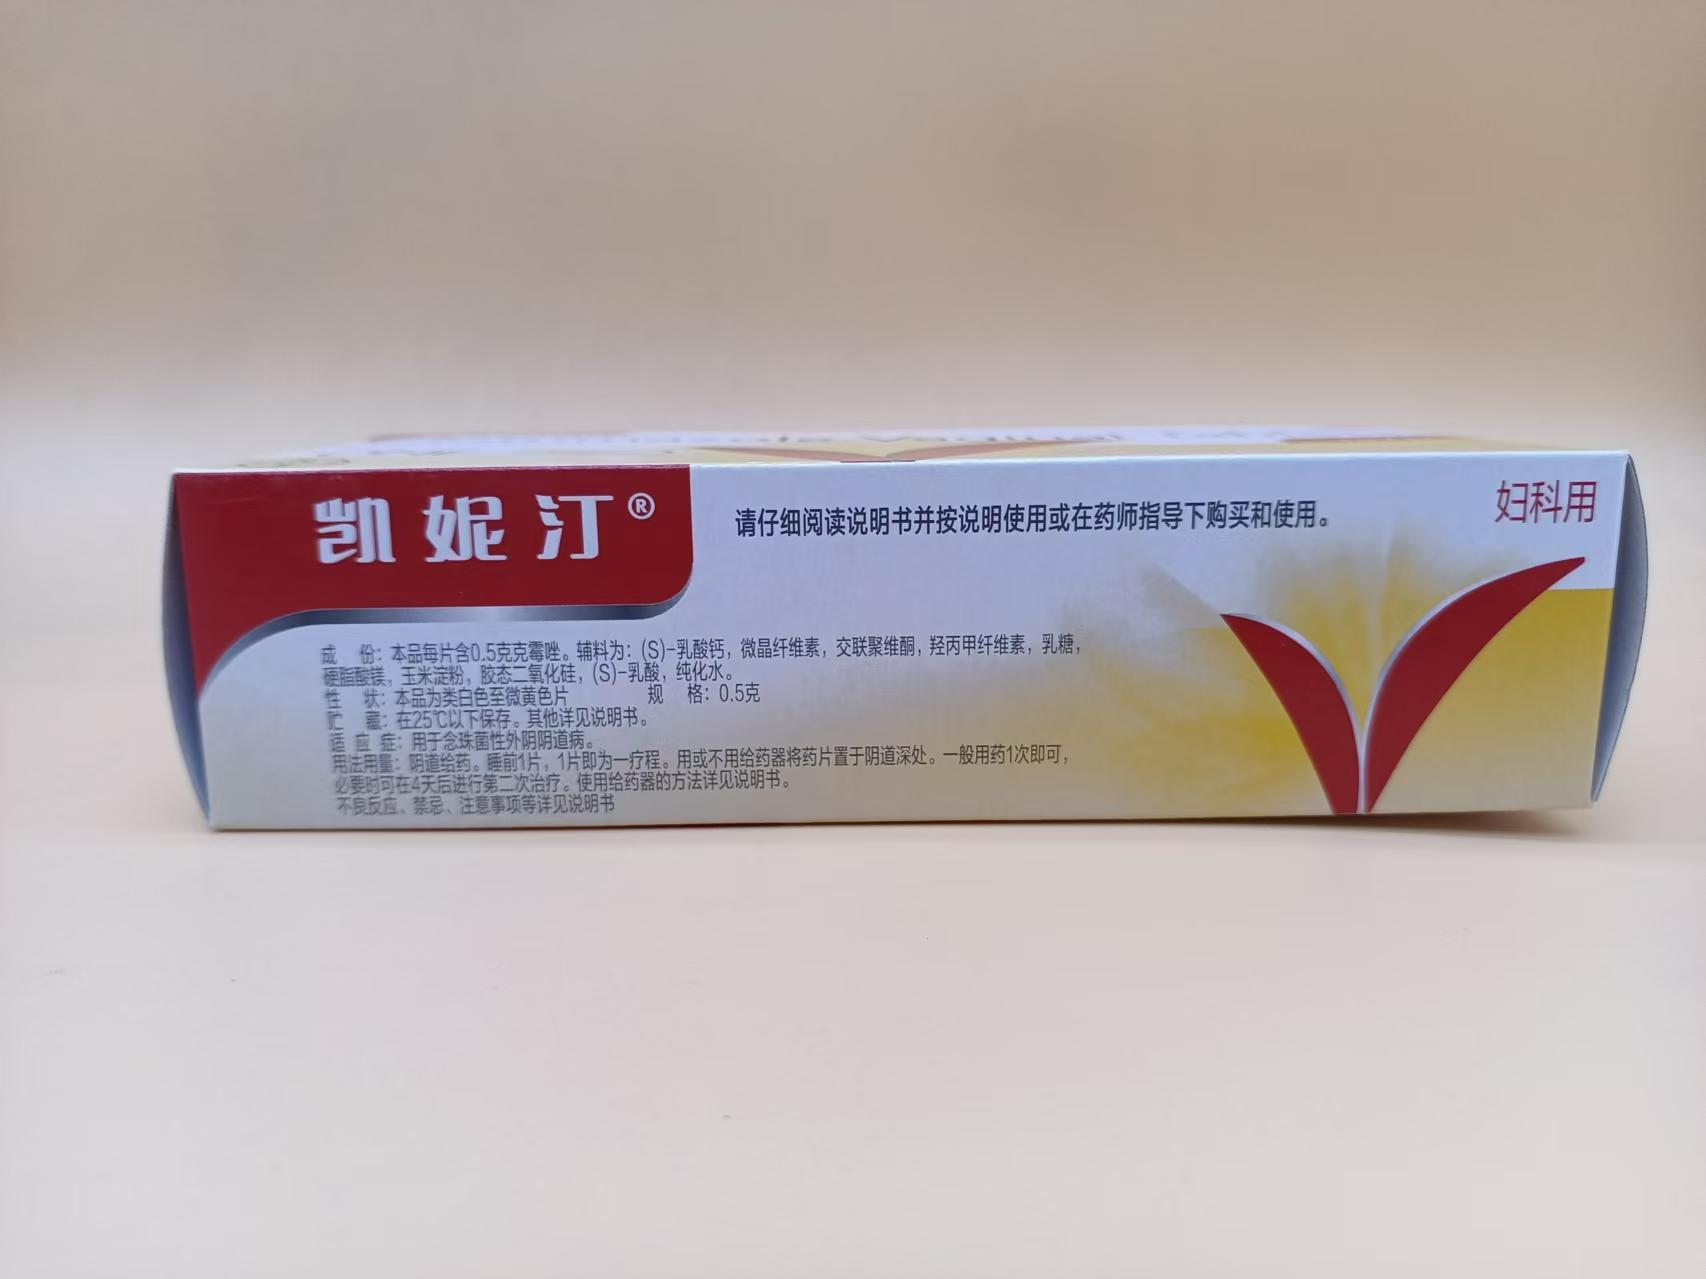 凯妮汀®
请仔细阅读说明书并按说明使用或在药师指导下购买和使用。
妇科用
成 份：本品每片含0.5克克霉唑。辅料为：(S)-乳酸钙，微晶纤维素，交联聚维酮，羟丙甲纤维素，乳糖，
硬脂酸镁，玉米淀粉，胶态二氧化硅，(S)-乳酸，纯化水。
性 状：本品为类白色至微黄色片 规 格：0.5克
贮 藏：在25℃以下保存。其他详见说明书。
适 应 症：用于念珠菌性外阴阴道病。
用法用量：阴道给药。睡前1片，1片即为一疗程。用或不用给药器将药片置于阴道深处。一般用药1次即可，
必要时可在4天后进行第二次治疗。使用给药器的方法详见说明书。
不良反应、禁忌、注意事项等详见说明书